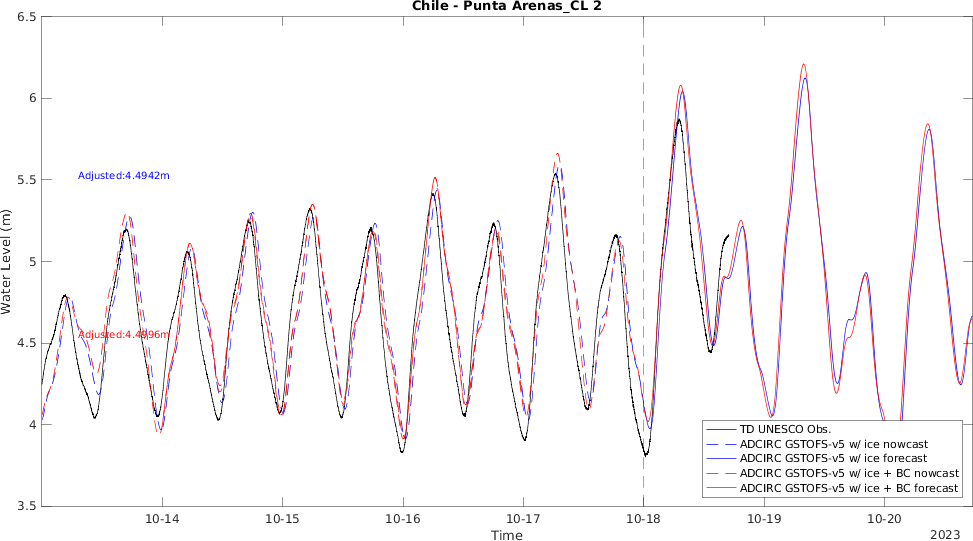 Chile - Punta Arenas_CL 2
6.5
6
5.5
5
4.5
4
3.5
Water Level (m)
Adjusted:4.4942m
Adjusted:4.4996m
TD UNESCO Obs.
ADCIRC GSTOFS-v5 w/ ice nowcast
ADCIRC GSTOFS-v5 w/ ice forecast
ADCIRC GSTOFS-v5 w/ ice + BC nowcast
ADCIRC GSTOFS-v5 w/ ice + BC forecast
10-14 10-15 10-16 10-17 10-18 10-19 10-20
Time
2023